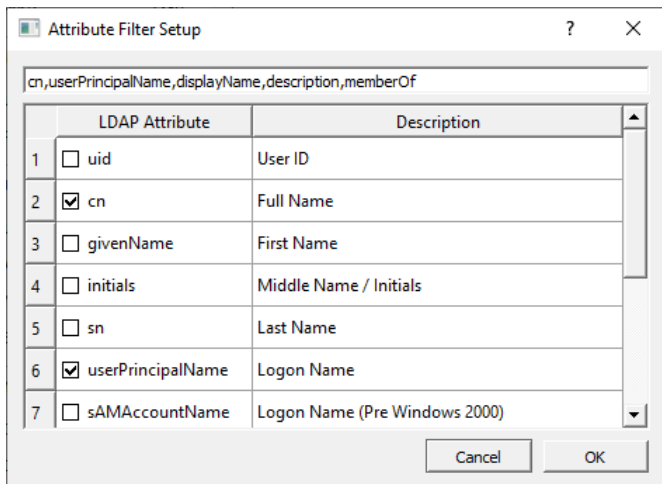 Attribute Filter Setup ?
cn,userPrincipalName,displayName,description,memberOf
LDAP Attribute Description
1 uid User ID
2 cn Full Name
3 givenName First Name
4 initials Middle Name / Initials
5 sn Last Name
6 userPrincipalName Logon Name
7 sAMAccountName Logon Name (Pre Windows 2000)
Cancel OK